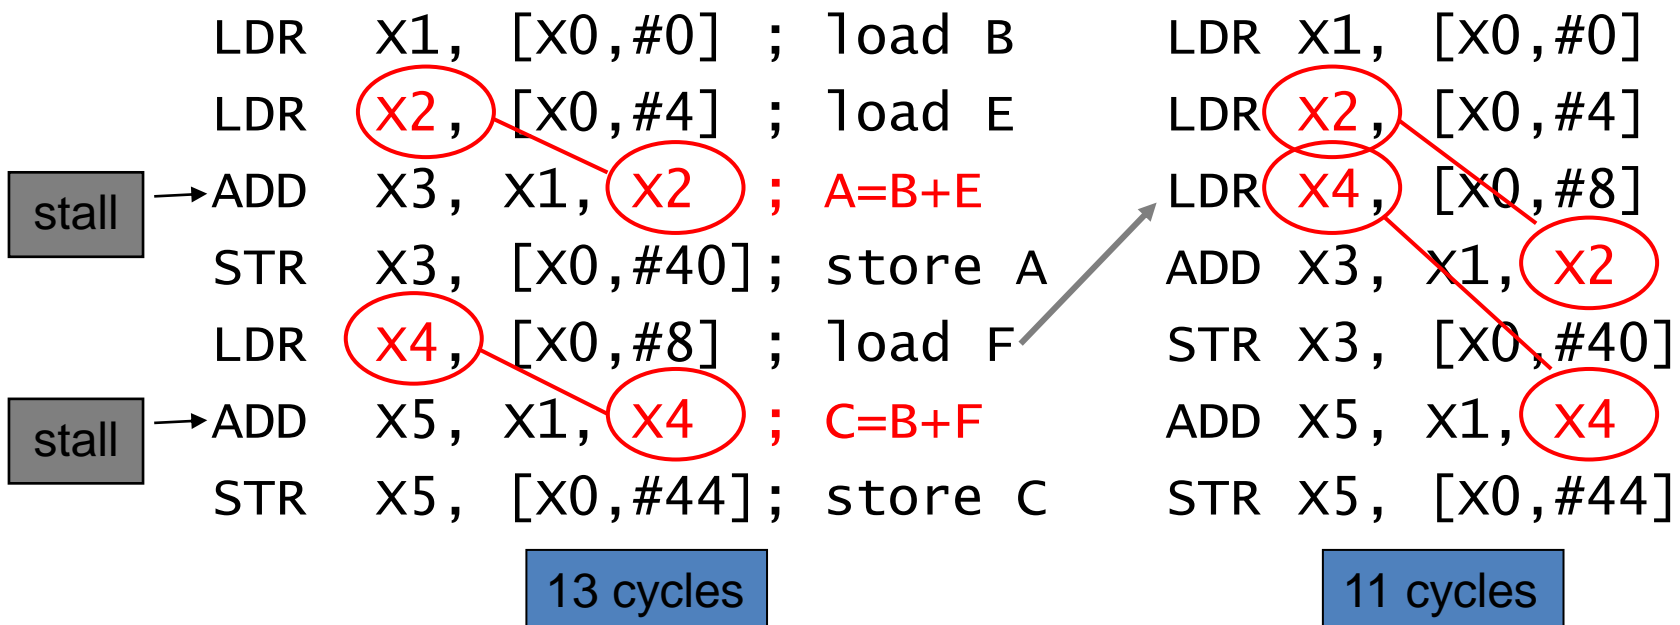 LDR X1, [X0,#0] ; load B
LDR X2, [X0,#4] ; load E
stall
ADD X3, X1, X2 ; A=B+E
STR X3, [X0,#40]; store A
LDR X4, [X0,#8] ; load F
stall
ADD X5, X1, X4 ; C=B+F
STR X5, [X0,#44]; store C
13 cycles
LDR X1, [X0,#0]
LDR X2, [X0,#4]
LDR X4, [X0,#8]
ADD X3, X1, X2
STR X3, [X0,#40]
ADD X5, X1, X4
STR X5, [X0,#44]
11 cycles